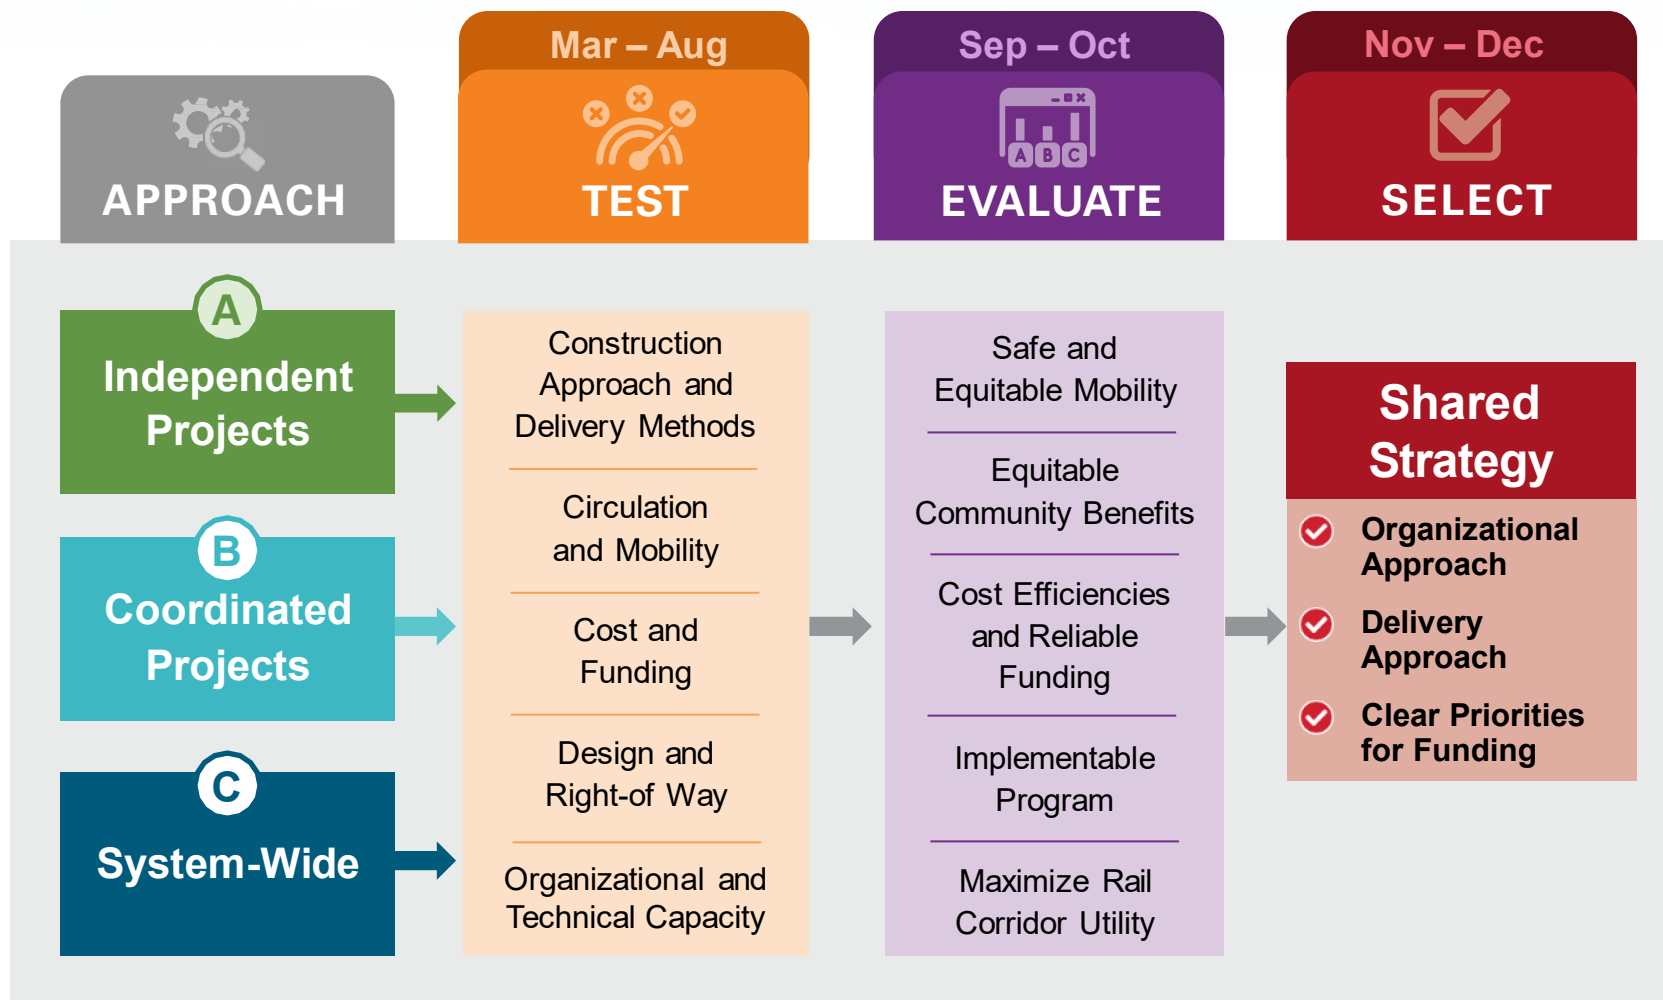 Mar – Aug
Sep – Oct
Nov – Dec
APPROACH
TEST
A B C
EVALUATE
SELECT
A
Independent
Projects
B
Coordinated
Projects
C
System-Wide
Construction
Approach and
Delivery Methods
Circulation
and Mobility
Cost and
Funding
Design and
Right-of Way
Organizational and
Technical Capacity
Safe and
Equitable Mobility
Equitable
Community Benefits
Cost Efficiencies
and Reliable
Funding
Implementable
Program
Maximize Rail
Corridor Utility
Shared
Strategy
Organizational
Approach
Delivery
Approach
Clear Priorities
for Funding